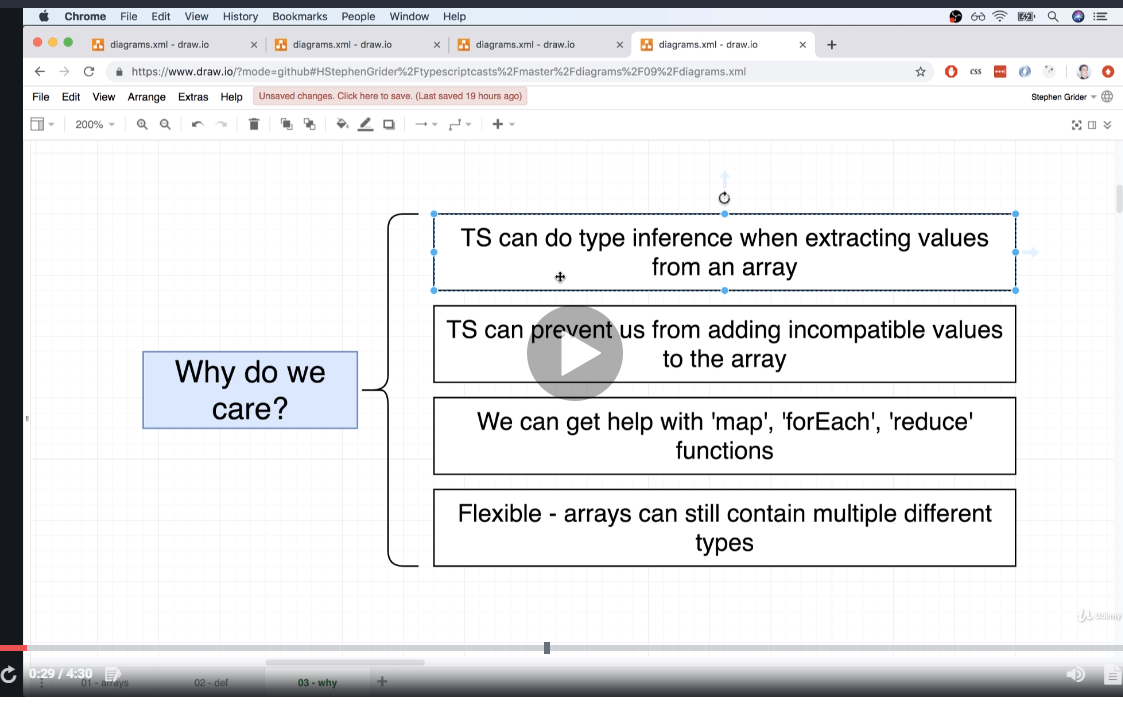 Chrome File Edit View History Bookmarks People Window Help
diagrams.xml - draw.io diagrams.xml - draw.io diagrams.xml - draw.io diagrams.xml - draw.io
https://www.draw.io/?mode=github#HStephenGrider%2Ftypescriptcasts%2Fmaster%2Fdiagrams%2F09%2Fdiagrams.xml
CSS
File Edit View Arrange Extras Help Unsaved changes. Click here to save. (Last saved 19 hours ago) Stephen Grider
200%
TS can do type inference when extracting values
from an array
TS can prevent us from adding incompatible values
to the array
Why do we
care?
We can get help with 'map', 'forEach', 'reduce'
functions
Flexible - arrays can still contain multiple different
types
Udemy
0:29 / 4:30
01 - arrays 02 - def 03 - why